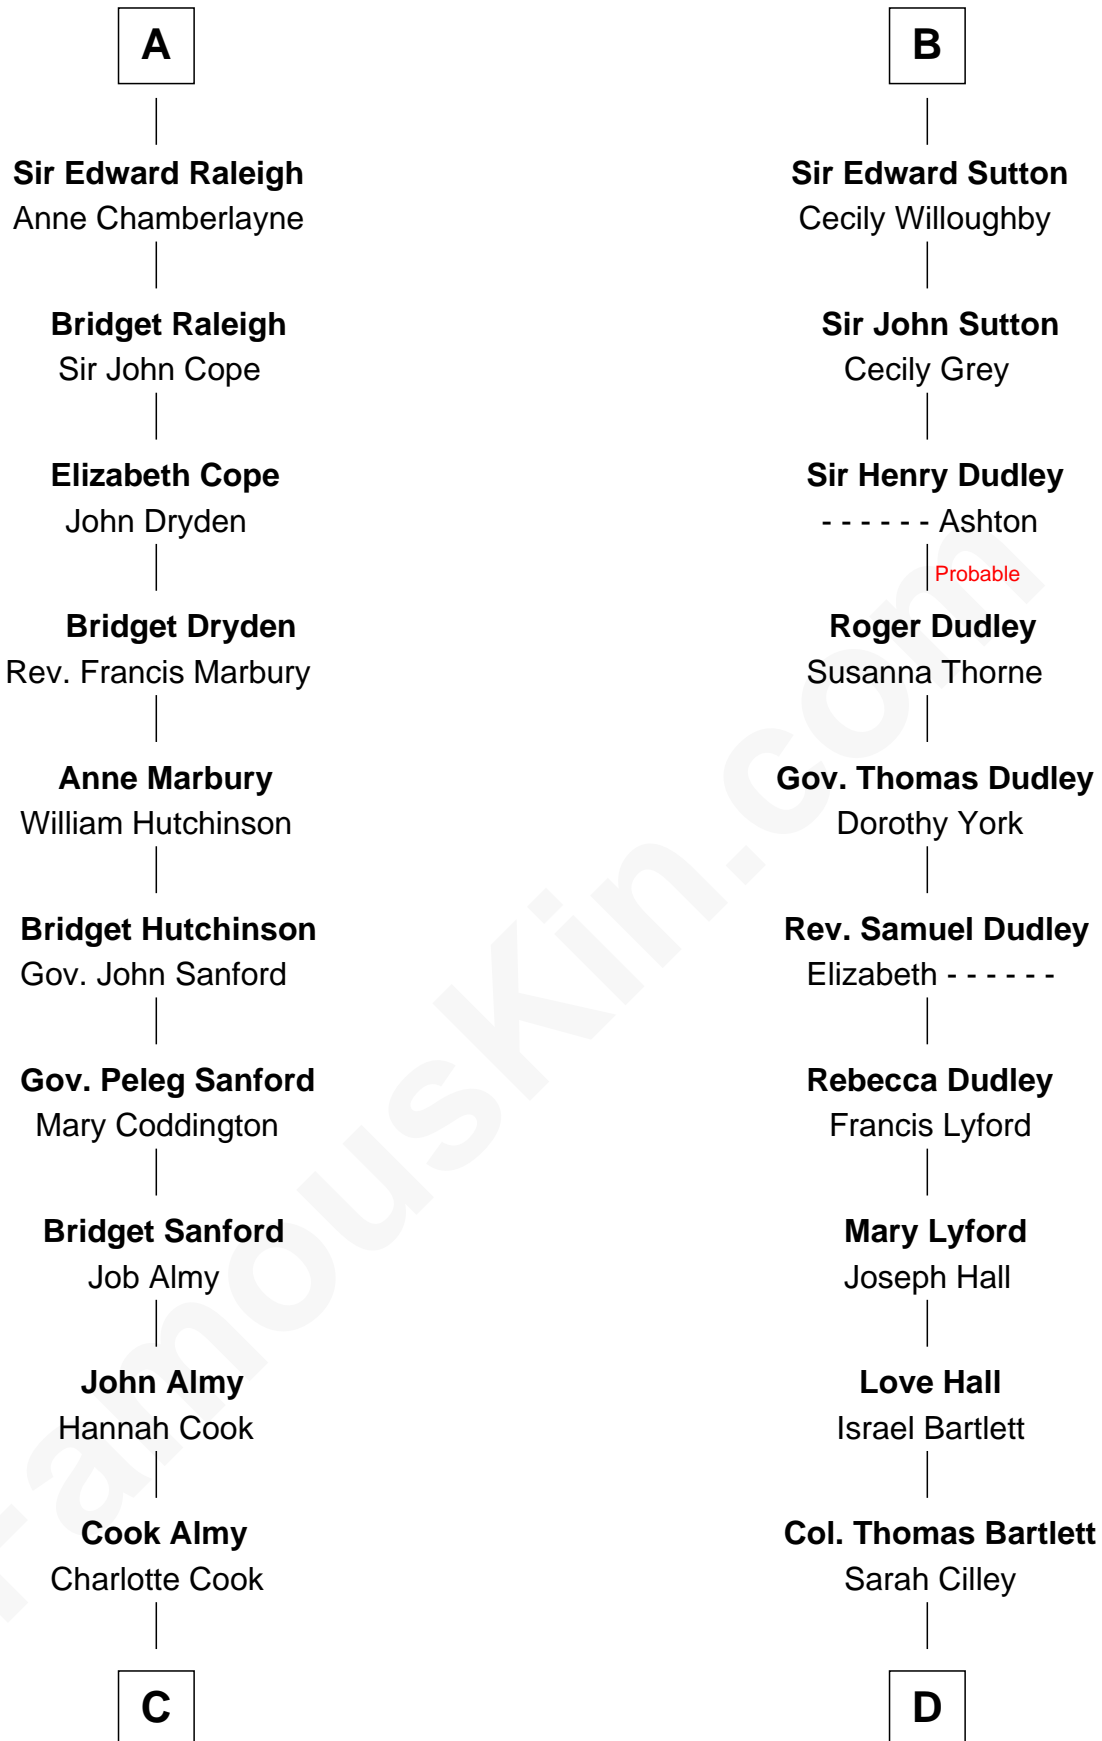 A
Sir Edward Raleigh
Anne Chamberlayne
Bridget Raleigh
Sir John Cope
Elizabeth Cope
John Dryden
Bridget Dryden
Rev. Francis Marbury
Anne Marbury
William Hutchinson
Bridget Hutchinson
Gov. John Sanford
Gov. Peleg Sanford
Mary Coddington
Bridget Sanford
Job Almy
John Almy
Hannah Cook
Cook Almy
Charlotte Cook
C
B
Sir Edward Sutton
Cecily Willoughby
Sir John Sutton
Cecily Grey
Sir Henry Dudley
- - - - - - Ashton
Probable
Roger Dudley
Susanna Thorne
Gov. Thomas Dudley
Dorothy York
Rev. Samuel Dudley
Elizabeth - - - - - -
Rebecca Dudley
Francis Lyford
Mary Lyford
Joseph Hall
Love Hall
Israel Bartlett
Col. Thomas Bartlett
Sarah Cilley
D
FamousKin.com